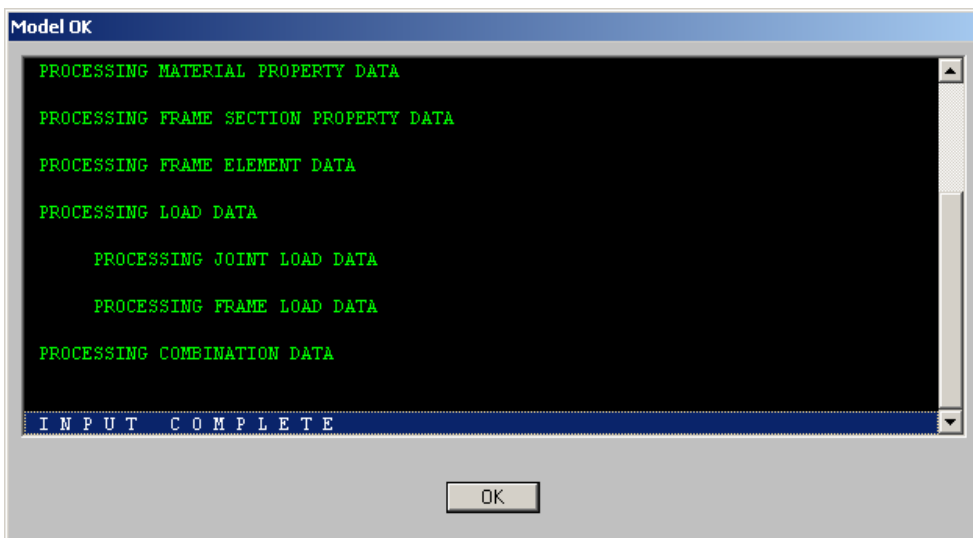 Model OK
PROCESSING MATERIAL PROPERTY DATA
PROCESSING FRAME SECTION PROPERTY DATA
PROCESSING FRAME ELEMENT DATA
PROCESSING LOAD DATA
PROCESSING JOINT LOAD DATA
PROCESSING FRAME LOAD DATA
PROCESSING COMBINATION DATA
I N P U T   C O M P L E T E
OK